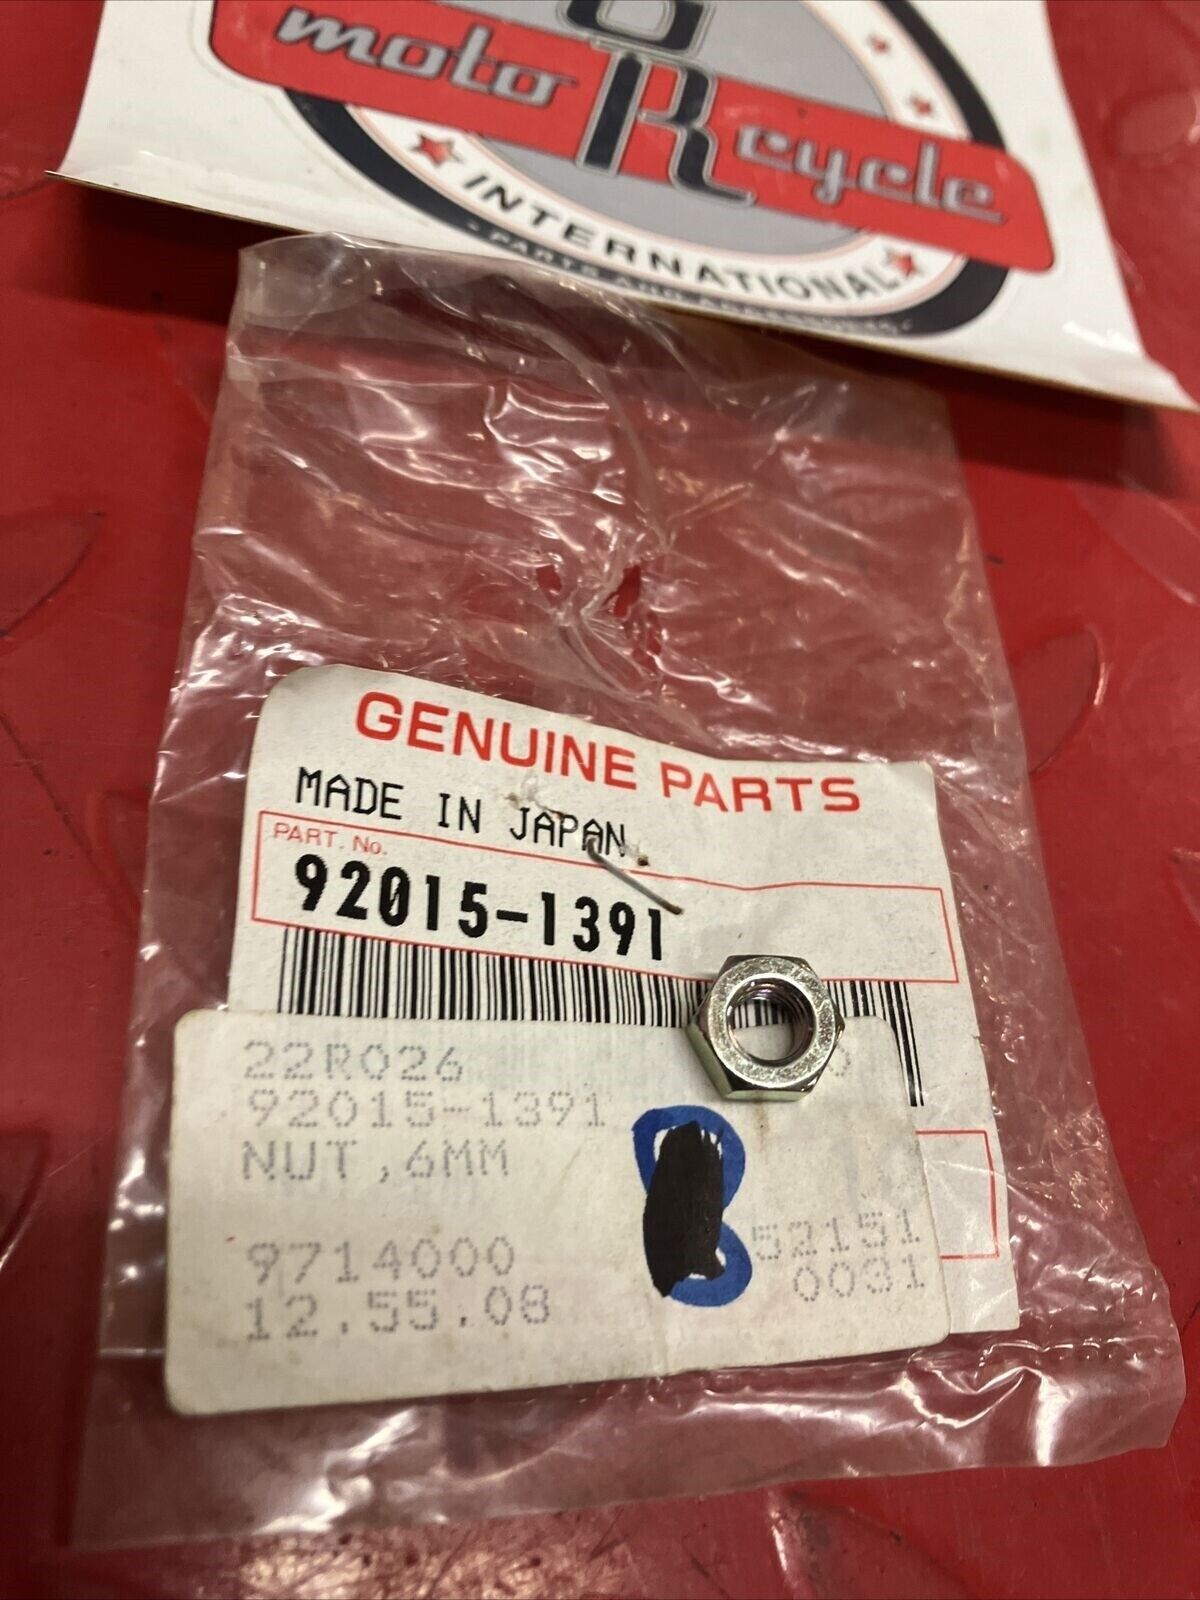 moto R cycle
INTERNATIONAL
GENUINE PARTS
MADE IN JAPAN
PART. No.
92015-1391
22R026
92015-1391
NUT,6MM
9714000 52151
12.55.08 0031